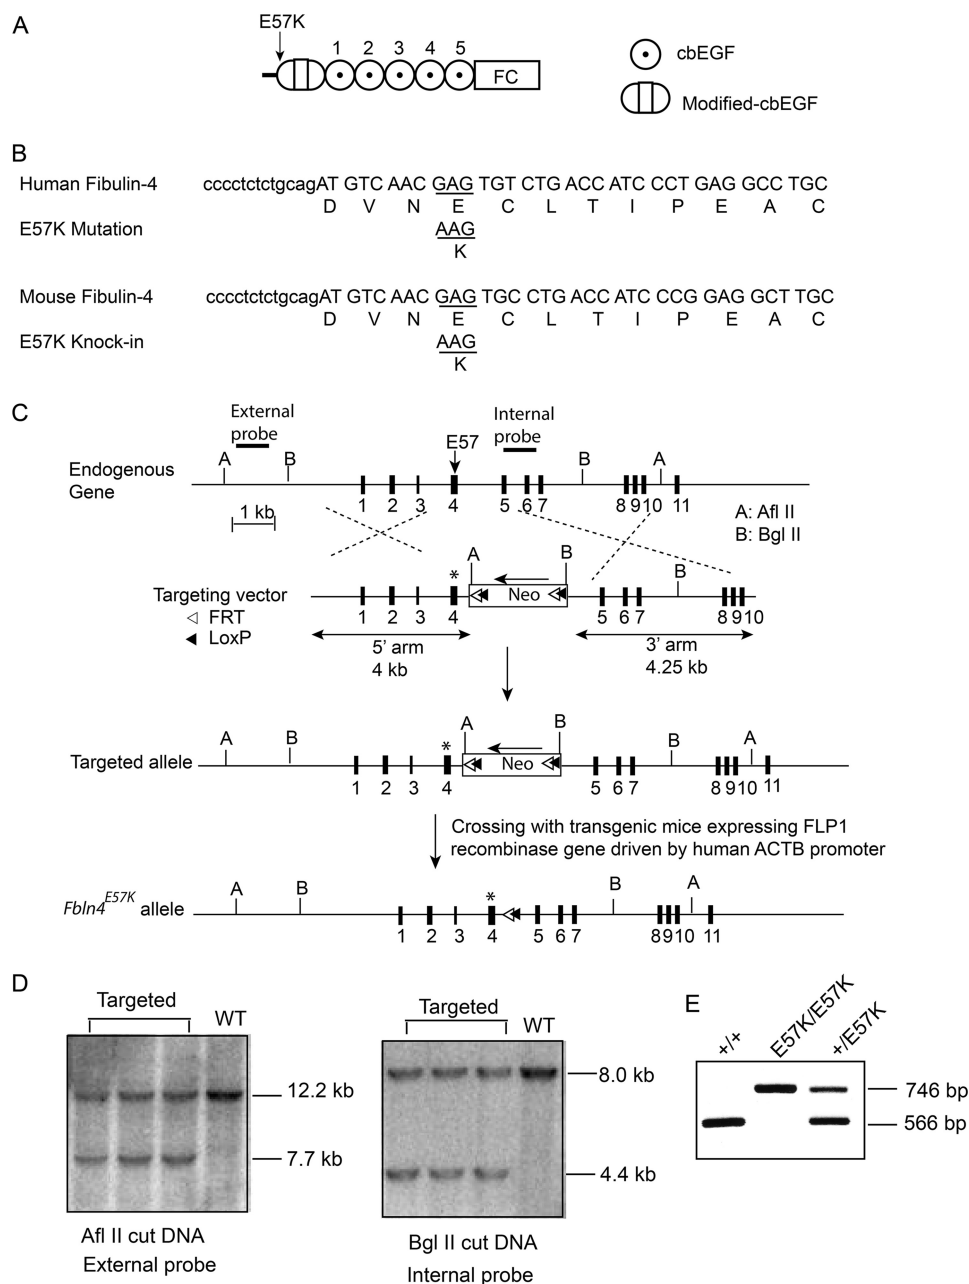 A
E57K
1 2 3 4 5
FC
cbEGF
Modified-cbEGF
B
Human Fibulin-4 cccctctctgcagAT GTC AAC GAG TGT CTG ACC ATC CCT GAG GCC TGC
D V N E C L T I P E A C
E57K Mutation AAG
K
Mouse Fibulin-4 cccctctctgcagAT GTC AAC GAG TGC CTG ACC ATC CCG GAG GCT TGC
D V N E C L T I P E A C
E57K Knock-in AAG
K
C
External probe
Internal probe
E57
A B B A
Endogenous Gene
1 2 3 4 5 6 7 8 9 10 11
1 kb
A: Afl II
B: Bgl II
A B B
*
Targeting vector
Neo
1 2 3 4 5 6 7 8 9 10
FRT
LoxP
5' arm
4 kb
3' arm
4.25 kb
A B A B B A
*
Targeted allele
Neo
1 2 3 4 5 6 7 8 9 10 11
Crossing with transgenic mice expressing FLP1
recombinase gene driven by human ACTB promoter
A B B A
*
Fbln4E57K allele
1 2 3 4 5 6 7 8 9 10 11
D
Targeted WT
12.2 kb
7.7 kb
Afl II cut DNA
External probe
Targeted WT
8.0 kb
4.4 kb
Bgl II cut DNA
Internal probe
E
+/+ E57K/E57K +/E57K
746 bp
566 bp